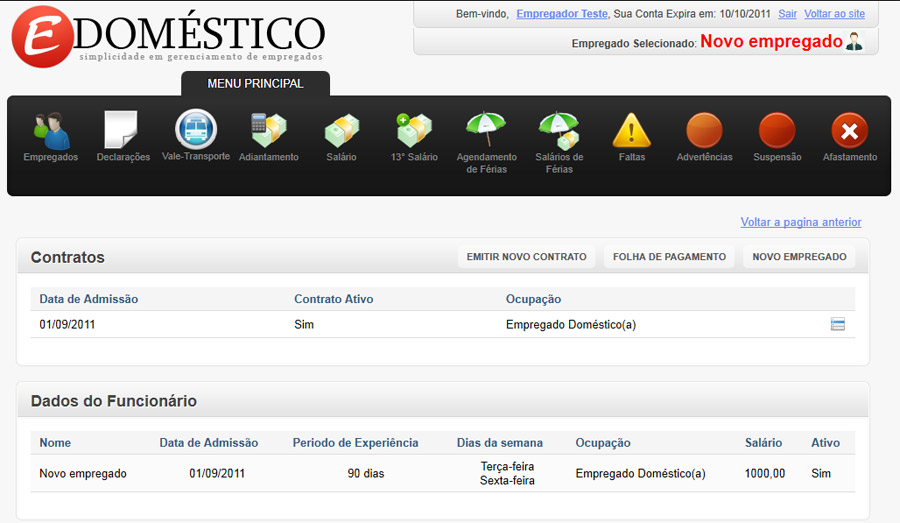 Bem-vindo, Empregador Teste, Sua Conta Expira em: 10/10/2011 Sair Voltar ao site
Empregado Selecionado: Novo empregado
E DOMÉSTICO
simplicidade em gerenciamento de empregados
MENU PRINCIPAL
Empregados Declarações Vale-Transporte Adiantamento Salário 13° Salário Agendamento de Férias Salários de Férias Faltas Advertências Suspensão Afastamento
Voltar a pagina anterior
Contratos EMITIR NOVO CONTRATO FOLHA DE PAGAMENTO NOVO EMPREGADO
Data de Admissão Contrato Ativo Ocupação
01/09/2011 Sim Empregado Doméstico(a)
Dados do Funcionário
Nome Data de Admissão Periodo de Experiência Dias da semana Ocupação Salário Ativo
Novo empregado 01/09/2011 90 dias Terça-feira Sexta-feira Empregado Doméstico(a) 1000,00 Sim